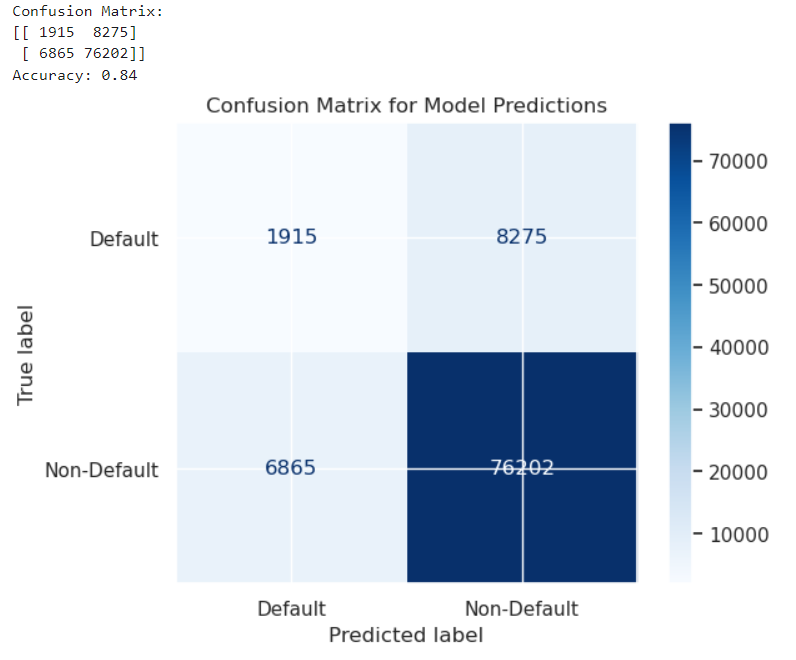 Confusion Matrix:
[[ 1915  8275]
 [ 6865 76202]]
Accuracy: 0.84
Confusion Matrix for Model Predictions
Default
1915
8275
Non-Default
6865
76202
True label
Default
Non-Default
Predicted label
70000
60000
50000
40000
30000
20000
10000